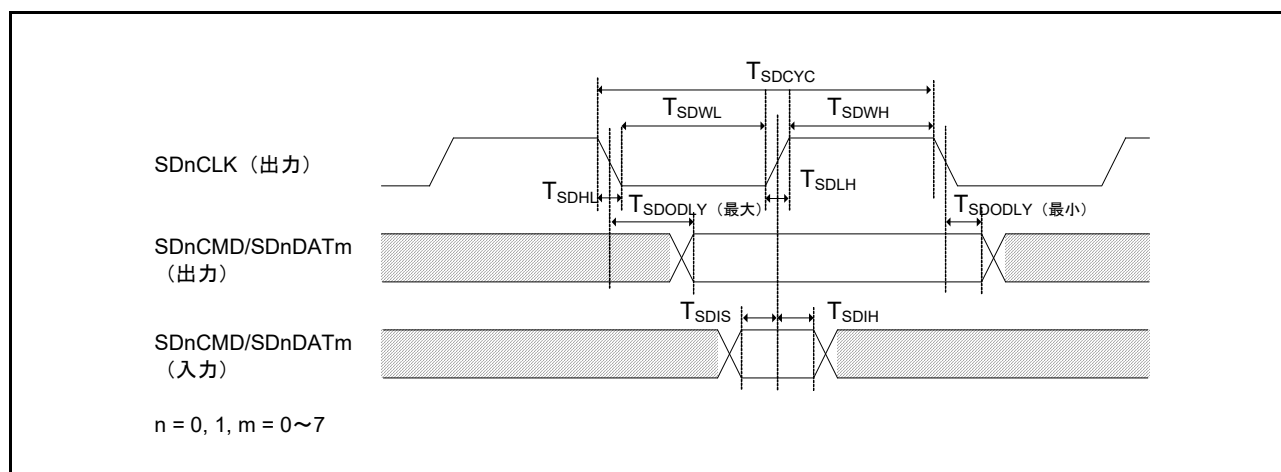 TSDCYC
TSDWL TSDWH
SDnCLK（出力）
TSDHL TSDLH
TSDODLY（最大） TSDODLY（最小）
SDnCMD/SDnDATm
（出力）
TSDIS TSDIH
SDnCMD/SDnDATm
（入力）
n = 0, 1, m = 0～7